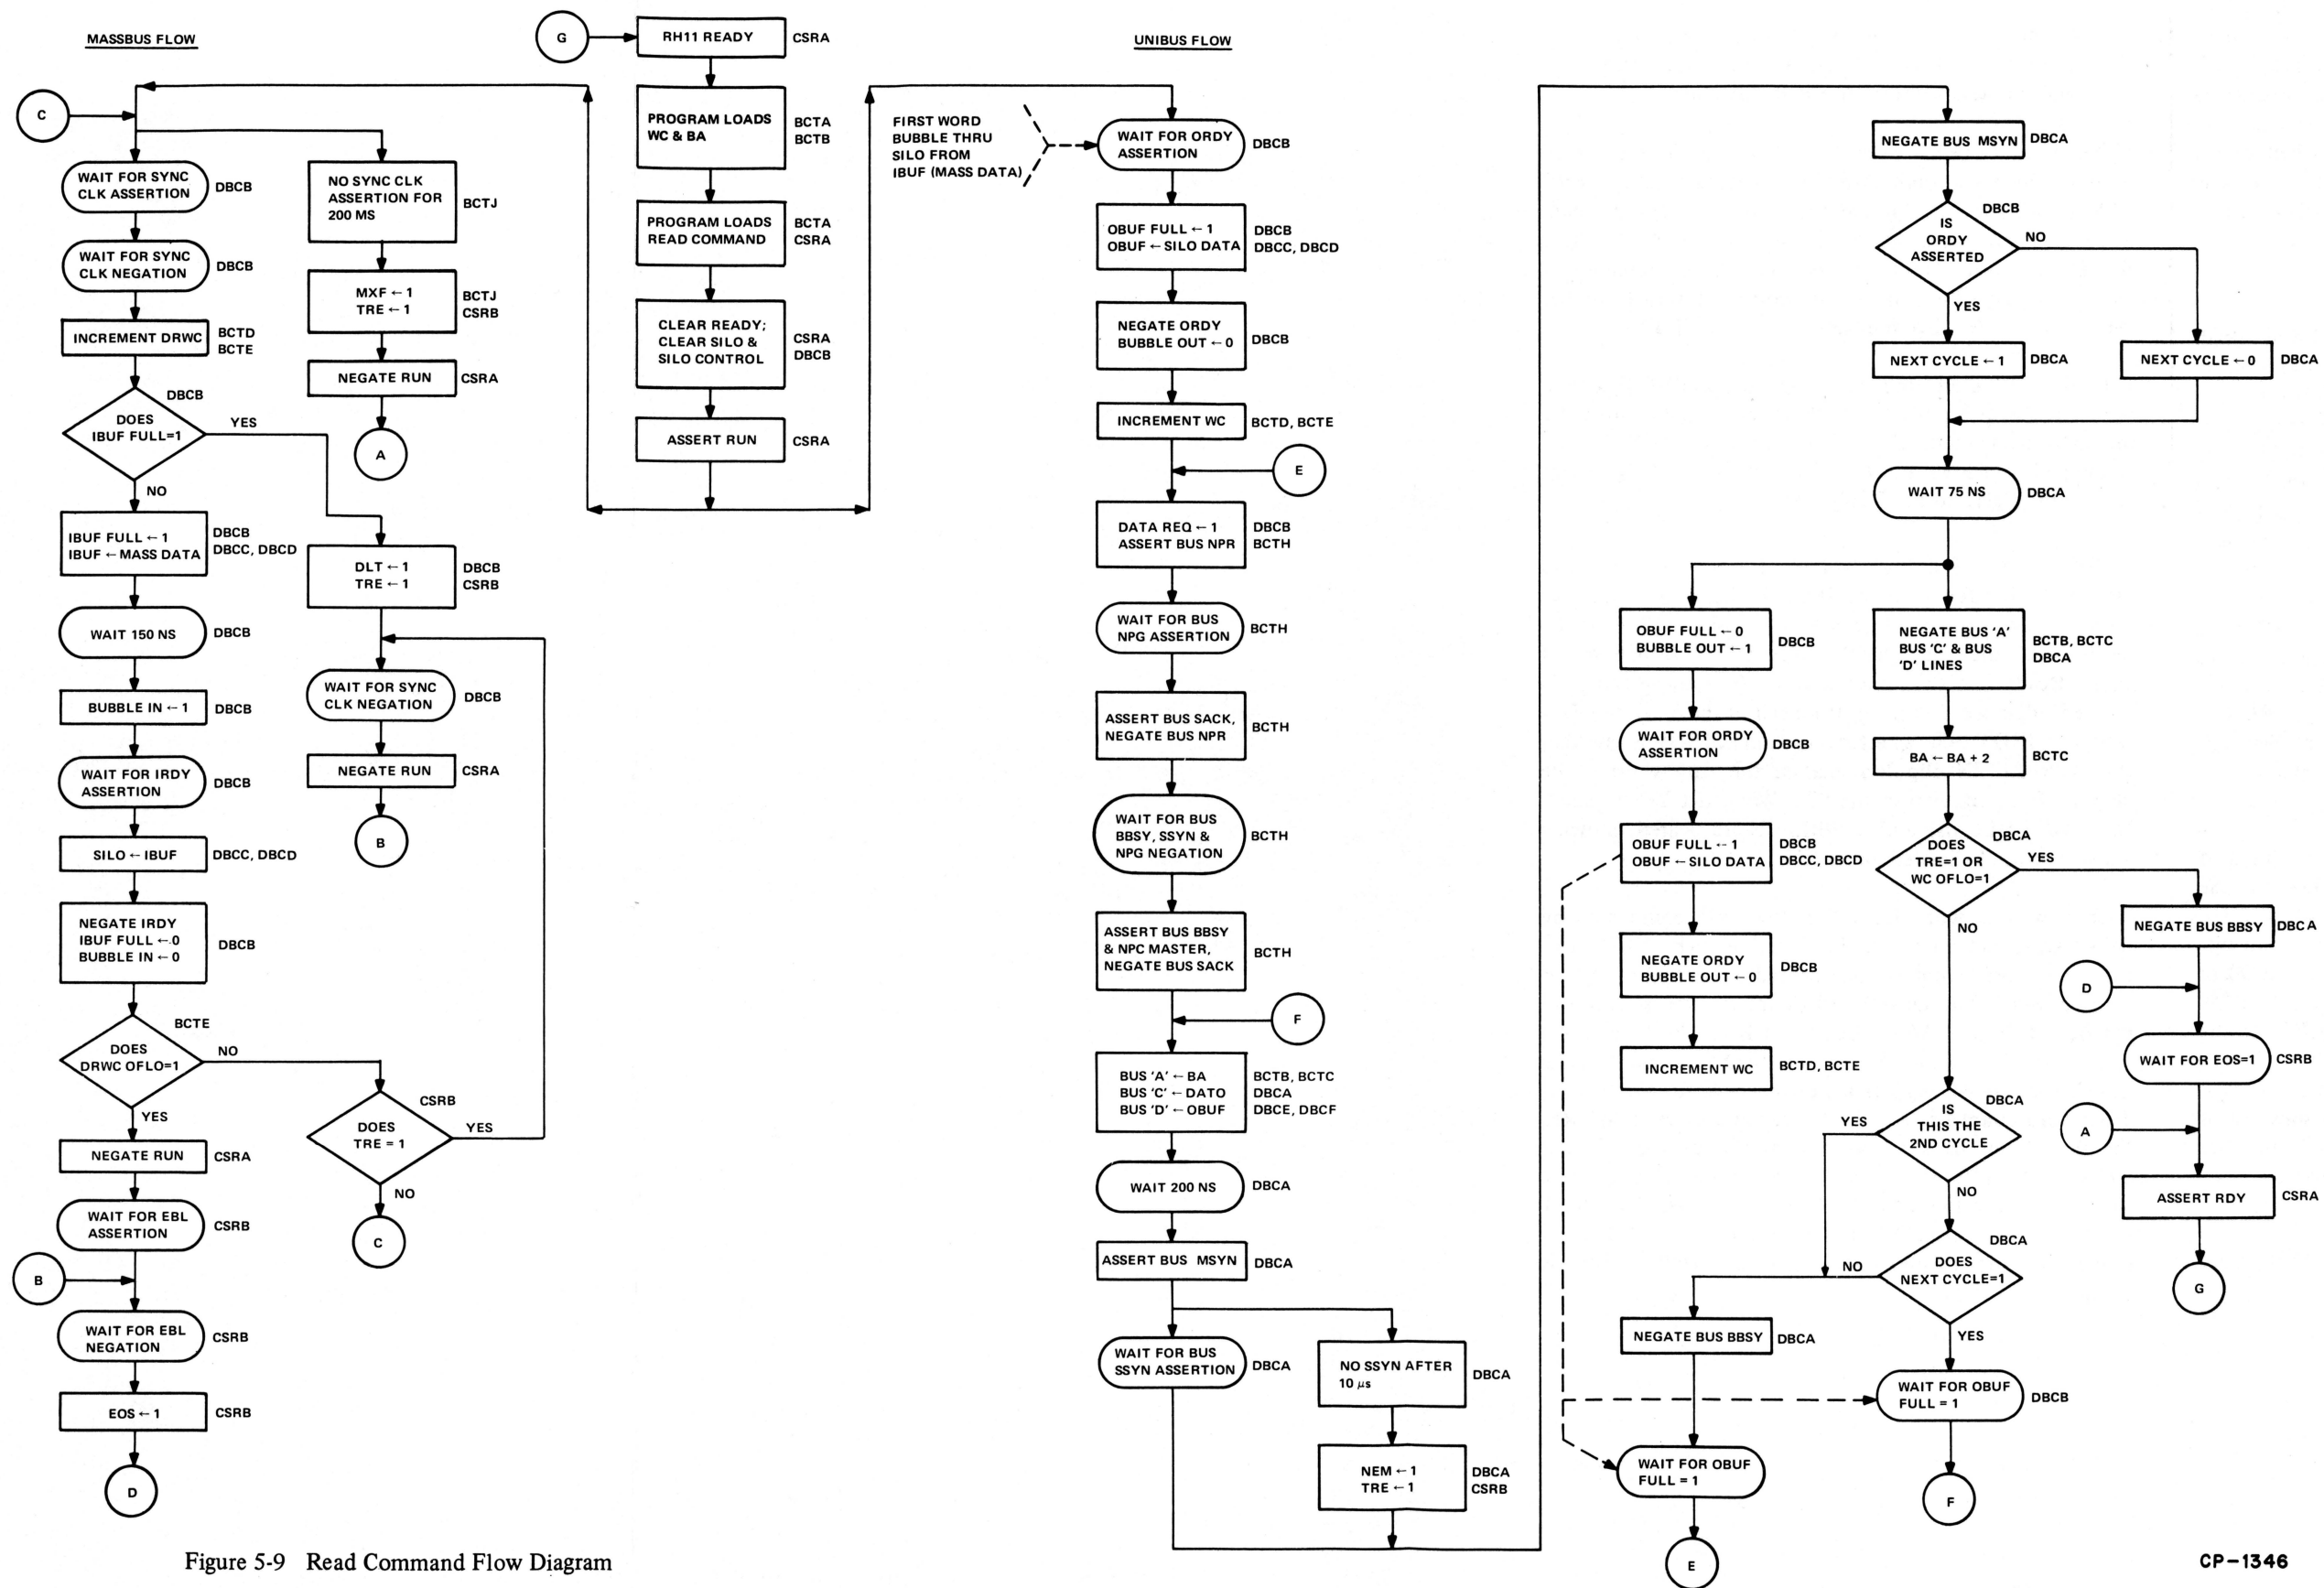 MASSBUS FLOW
C
WAIT FOR SYNC
CLK ASSERTION
DBCB
WAIT FOR SYNC
CLK NEGATION
DBCB
INCREMENT DRWC
BCTD
BCTE
DBCB
DOES
IBUF FULL=1
YES
NO
IBUF FULL ← 1
IBUF ← MASS DATA
DBCB
DBCC, DBCD
WAIT 150 NS
DBCB
BUBBLE IN ← 1
DBCB
WAIT FOR IRDY
ASSERTION
DBCB
SILO ← IBUF
DBCC, DBCD
NEGATE IRDY
IBUF FULL ← 0
BUBBLE IN ← 0
DBCB
BCTE
DOES
DRWC OFLO=1
NO
YES
NEGATE RUN
CSRA
WAIT FOR EBL
ASSERTION
CSRB
B
WAIT FOR EBL
NEGATION
CSRB
EOS ← 1
CSRB
D
NO SYNC CLK
ASSERTION FOR
200 MS
BCTJ
MXF ← 1
TRE ← 1
BCTJ
CSRB
NEGATE RUN
CSRA
A
DLT ← 1
TRE ← 1
DBCB
CSRB
WAIT FOR SYNC
CLK NEGATION
DBCB
NEGATE RUN
CSRA
B
CSRB
DOES
TRE = 1
YES
NO
C
G
RH11 READY
CSRA
PROGRAM LOADS
WC & BA
BCTA
BCTB
PROGRAM LOADS
READ COMMAND
BCTA
CSRA
CLEAR READY;
CLEAR SILO &
SILO CONTROL
CSRA
DBCB
ASSERT RUN
CSRA
UNIBUS FLOW
FIRST WORD
BUBBLE THRU
SILO FROM
IBUF (MASS DATA)
WAIT FOR ORDY
ASSERTION
DBCB
OBUF FULL ← 1
OBUF ← SILO DATA
DBCB
DBCC, DBCD
NEGATE ORDY
BUBBLE OUT ← 0
DBCB
INCREMENT WC
BCTD, BCTE
E
DATA REQ ← 1
ASSERT BUS NPR
DBCB
BCTH
WAIT FOR BUS
NPG ASSERTION
BCTH
ASSERT BUS SACK,
NEGATE BUS NPR
BCTH
WAIT FOR BUS
BBSY, SSYN &
NPG NEGATION
BCTH
ASSERT BUS BBSY
& NPC MASTER,
NEGATE BUS SACK
BCTH
F
BUS 'A' ← BA
BUS 'C' ← DATO
BUS 'D' ← OBUF
BCTB, BCTC
DBCA
DBCE, DBCF
WAIT 200 NS
DBCA
ASSERT BUS MSYN
DBCA
WAIT FOR BUS
SSYN ASSERTION
DBCA
NO SSYN AFTER
10 μs
DBCA
NEM ← 1
TRE ← 1
DBCA
CSRB
NEGATE BUS MSYN
DBCA
DBCB
IS
ORDY
ASSERTED
NO
YES
NEXT CYCLE ← 1
DBCA
NEXT CYCLE ← 0
DBCA
WAIT 75 NS
DBCA
OBUF FULL ← 0
BUBBLE OUT ← 1
DBCB
WAIT FOR ORDY
ASSERTION
DBCB
OBUF FULL ← 1
OBUF ← SILO DATA
DBCB
DBCC, DBCD
NEGATE ORDY
BUBBLE OUT ← 0
DBCB
INCREMENT WC
BCTD, BCTE
NEGATE BUS 'A'
BUS 'C' & BUS
'D' LINES
BCTB, BCTC
DBCA
BA ← BA + 2
BCTC
DBCA
DOES
TRE=1 OR
WC OFLO=1
YES
NO
NEGATE BUS BBSY
DBCA
D
WAIT FOR EOS=1
CSRB
A
ASSERT RDY
CSRA
G
DBCA
IS
THIS THE
2ND CYCLE
YES
NO
DBCA
DOES
NEXT CYCLE=1
NO
YES
NEGATE BUS BBSY
DBCA
WAIT FOR OBUF
FULL = 1
DBCB
WAIT FOR OBUF
FULL = 1
F
E
Figure 5-9 Read Command Flow Diagram
CP-1346